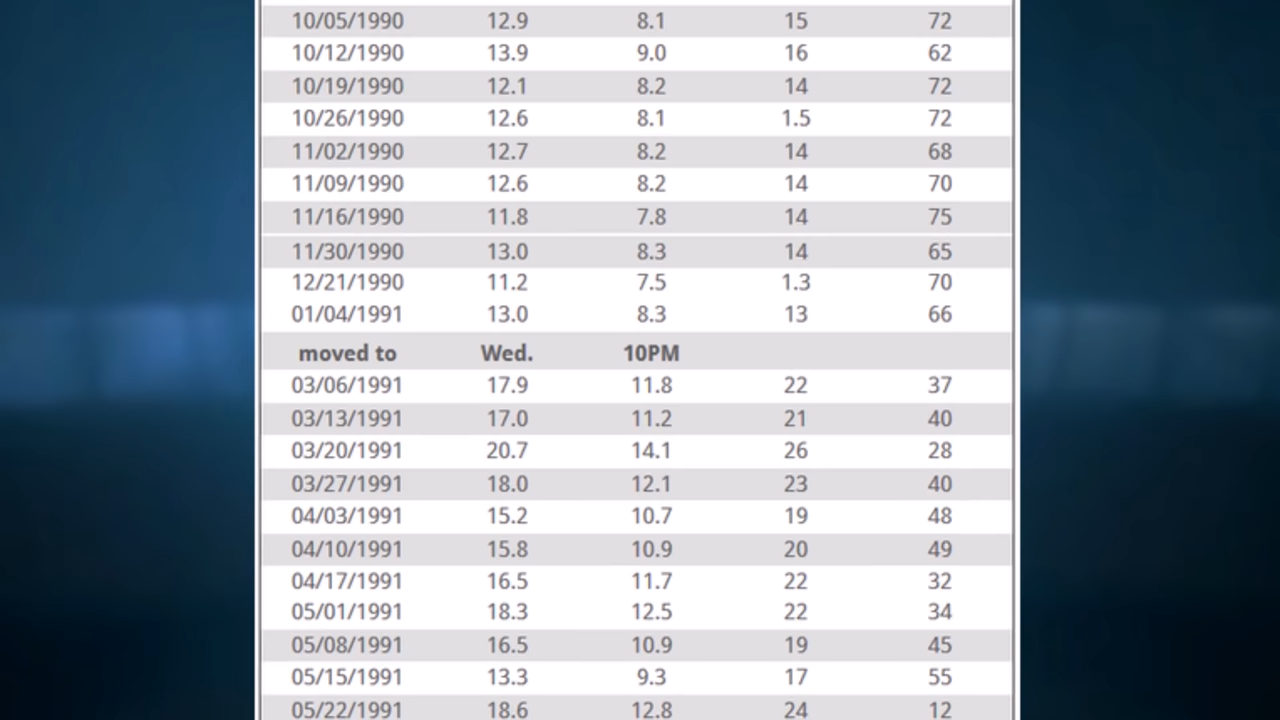 10/05/1990 12.9 8.1 15 72
10/12/1990 13.9 9.0 16 62
10/19/1990 12.1 8.2 14 72
10/26/1990 12.6 8.1 1.5 72
11/02/1990 12.7 8.2 14 68
11/09/1990 12.6 8.2 14 70
11/16/1990 11.8 7.8 14 75
11/30/1990 13.0 8.3 14 65
12/21/1990 11.2 7.5 1.3 70
01/04/1991 13.0 8.3 13 66
moved to Wed. 10PM
03/06/1991 17.9 11.8 22 37
03/13/1991 17.0 11.2 21 40
03/20/1991 20.7 14.1 26 28
03/27/1991 18.0 12.1 23 40
04/03/1991 15.2 10.7 19 48
04/10/1991 15.8 10.9 20 49
04/17/1991 16.5 11.7 22 32
05/01/1991 18.3 12.5 22 34
05/08/1991 16.5 10.9 19 45
05/15/1991 13.3 9.3 17 55
05/22/1991 18.6 12.8 24 12